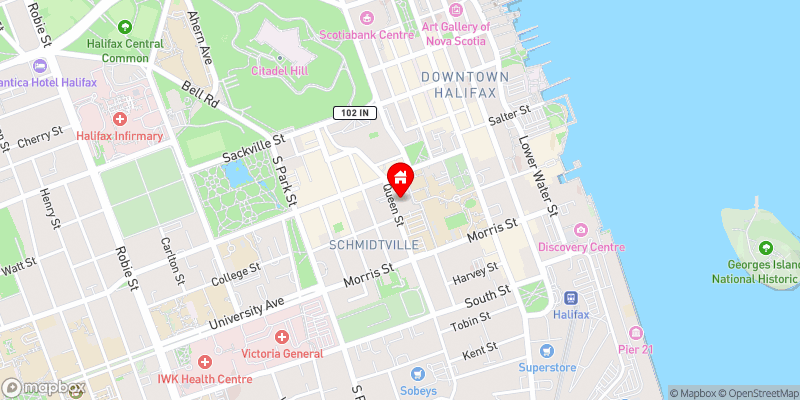 Robie St
Ahern Ave
Halifax Central
Common
Scotiabank Centre
Art Gallery of
Nova Scotia
Citadel Hill
antica Hotel Halifax
Bell Rd
DOWNTOWN
HALIFAX
102 IN
Salter St
Cherry St
Halifax Infirmary
Sackville St
S Park St
Lower Water St
Henry St
Queen St
Robie St
Carlton St
Watt St
College St
SCHMIDTVILLE
Morris St
Discovery Centre
Morris St
Georges Island
National Historic
Harvey St
University Ave
South St
Halifax
Tobin St
Victoria General
Pier 21
Kent St
IWK Health Centre
Superstore
Sobeys
S P
mapbox
© Mapbox © OpenStreetMap